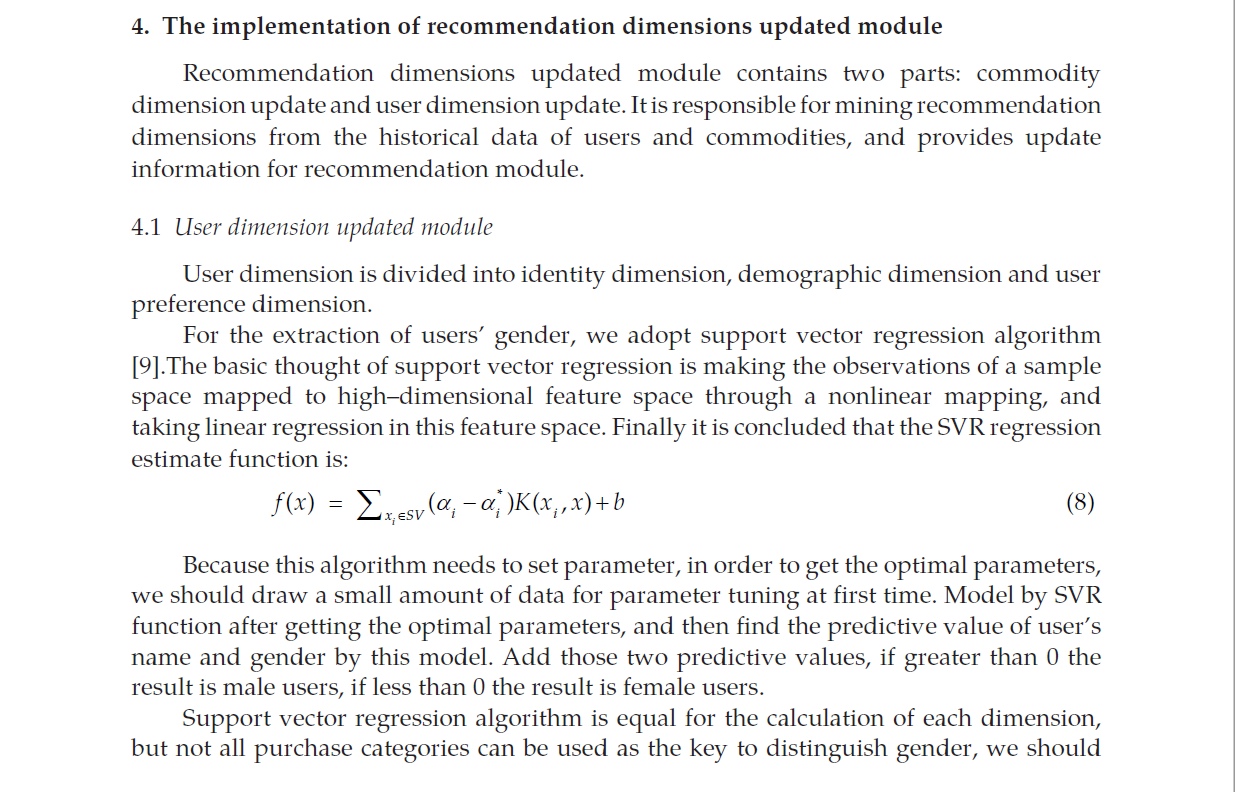 4. The implementation of recommendation dimensions updated module
Recommendation dimensions updated module contains two parts: commodity
dimension update and user dimension update. It is responsible for mining recommendation
dimensions from the historical data of users and commodities, and provides update
information for recommendation module.
4.1 User dimension updated module
User dimension is divided into identity dimension, demographic dimension and user
preference dimension.
For the extraction of users' gender, we adopt support vector regression algorithm
[9].The basic thought of support vector regression is making the observations of a sample
space mapped to high–dimensional feature space through a nonlinear mapping, and
taking linear regression in this feature space. Finally it is concluded that the SVR regression
estimate function is:
f(x) = ∑_{x_i∈SV} (α_i − α_i^*)K(x_i, x) + b (8)
Because this algorithm needs to set parameter, in order to get the optimal parameters,
we should draw a small amount of data for parameter tuning at first time. Model by SVR
function after getting the optimal parameters, and then find the predictive value of user's
name and gender by this model. Add those two predictive values, if greater than 0 the
result is male users, if less than 0 the result is female users.
Support vector regression algorithm is equal for the calculation of each dimension,
but not all purchase categories can be used as the key to distinguish gender, we should